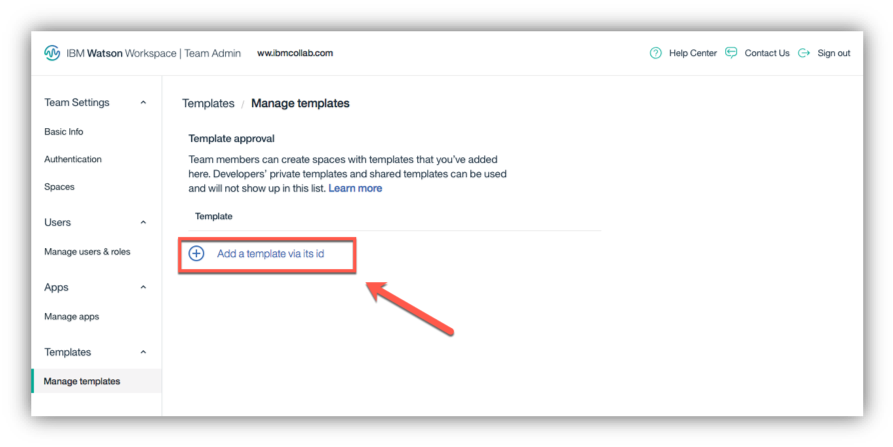 IBM Watson Workspace | Team Admin ww.ibmcollab.com Help Center Contact Us Sign out
Team Settings
Basic Info
Authentication
Spaces
Users
Manage users & roles
Apps
Manage apps
Templates
Manage templates
Templates / Manage templates
Template approval
Team members can create spaces with templates that you've added
here. Developers' private templates and shared templates can be used
and will not show up in this list. Learn more
Template
Add a template via its id